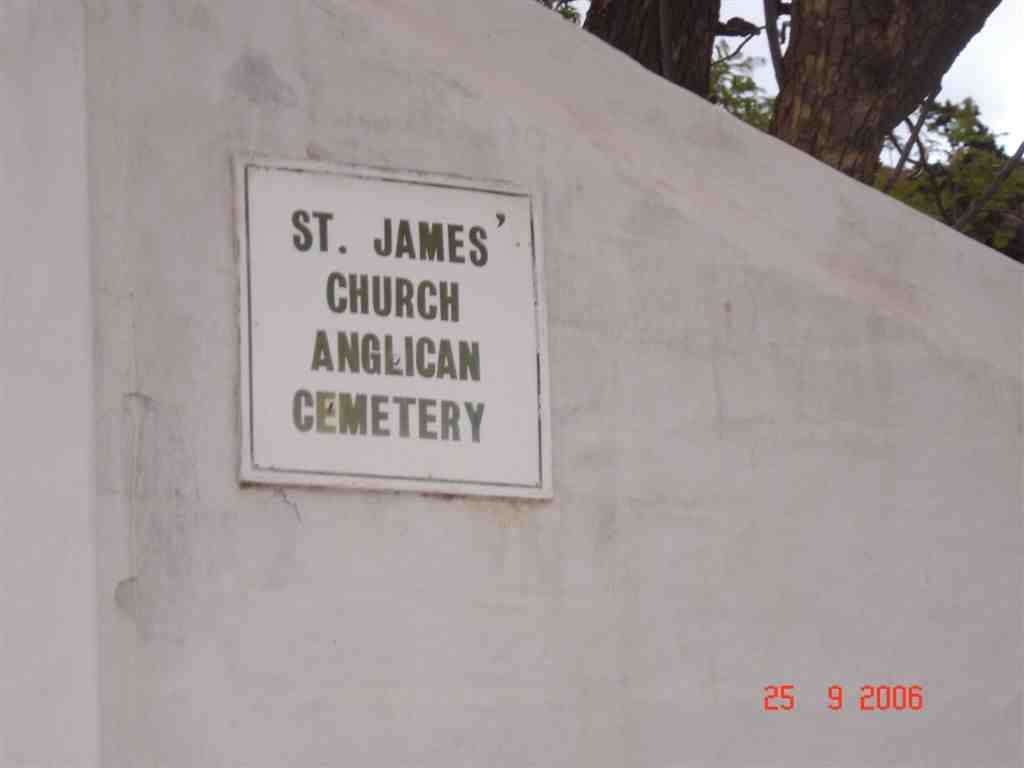 ST. JAMES'
CHURCH
ANGLICAN
CEMETERY
25 9 2006